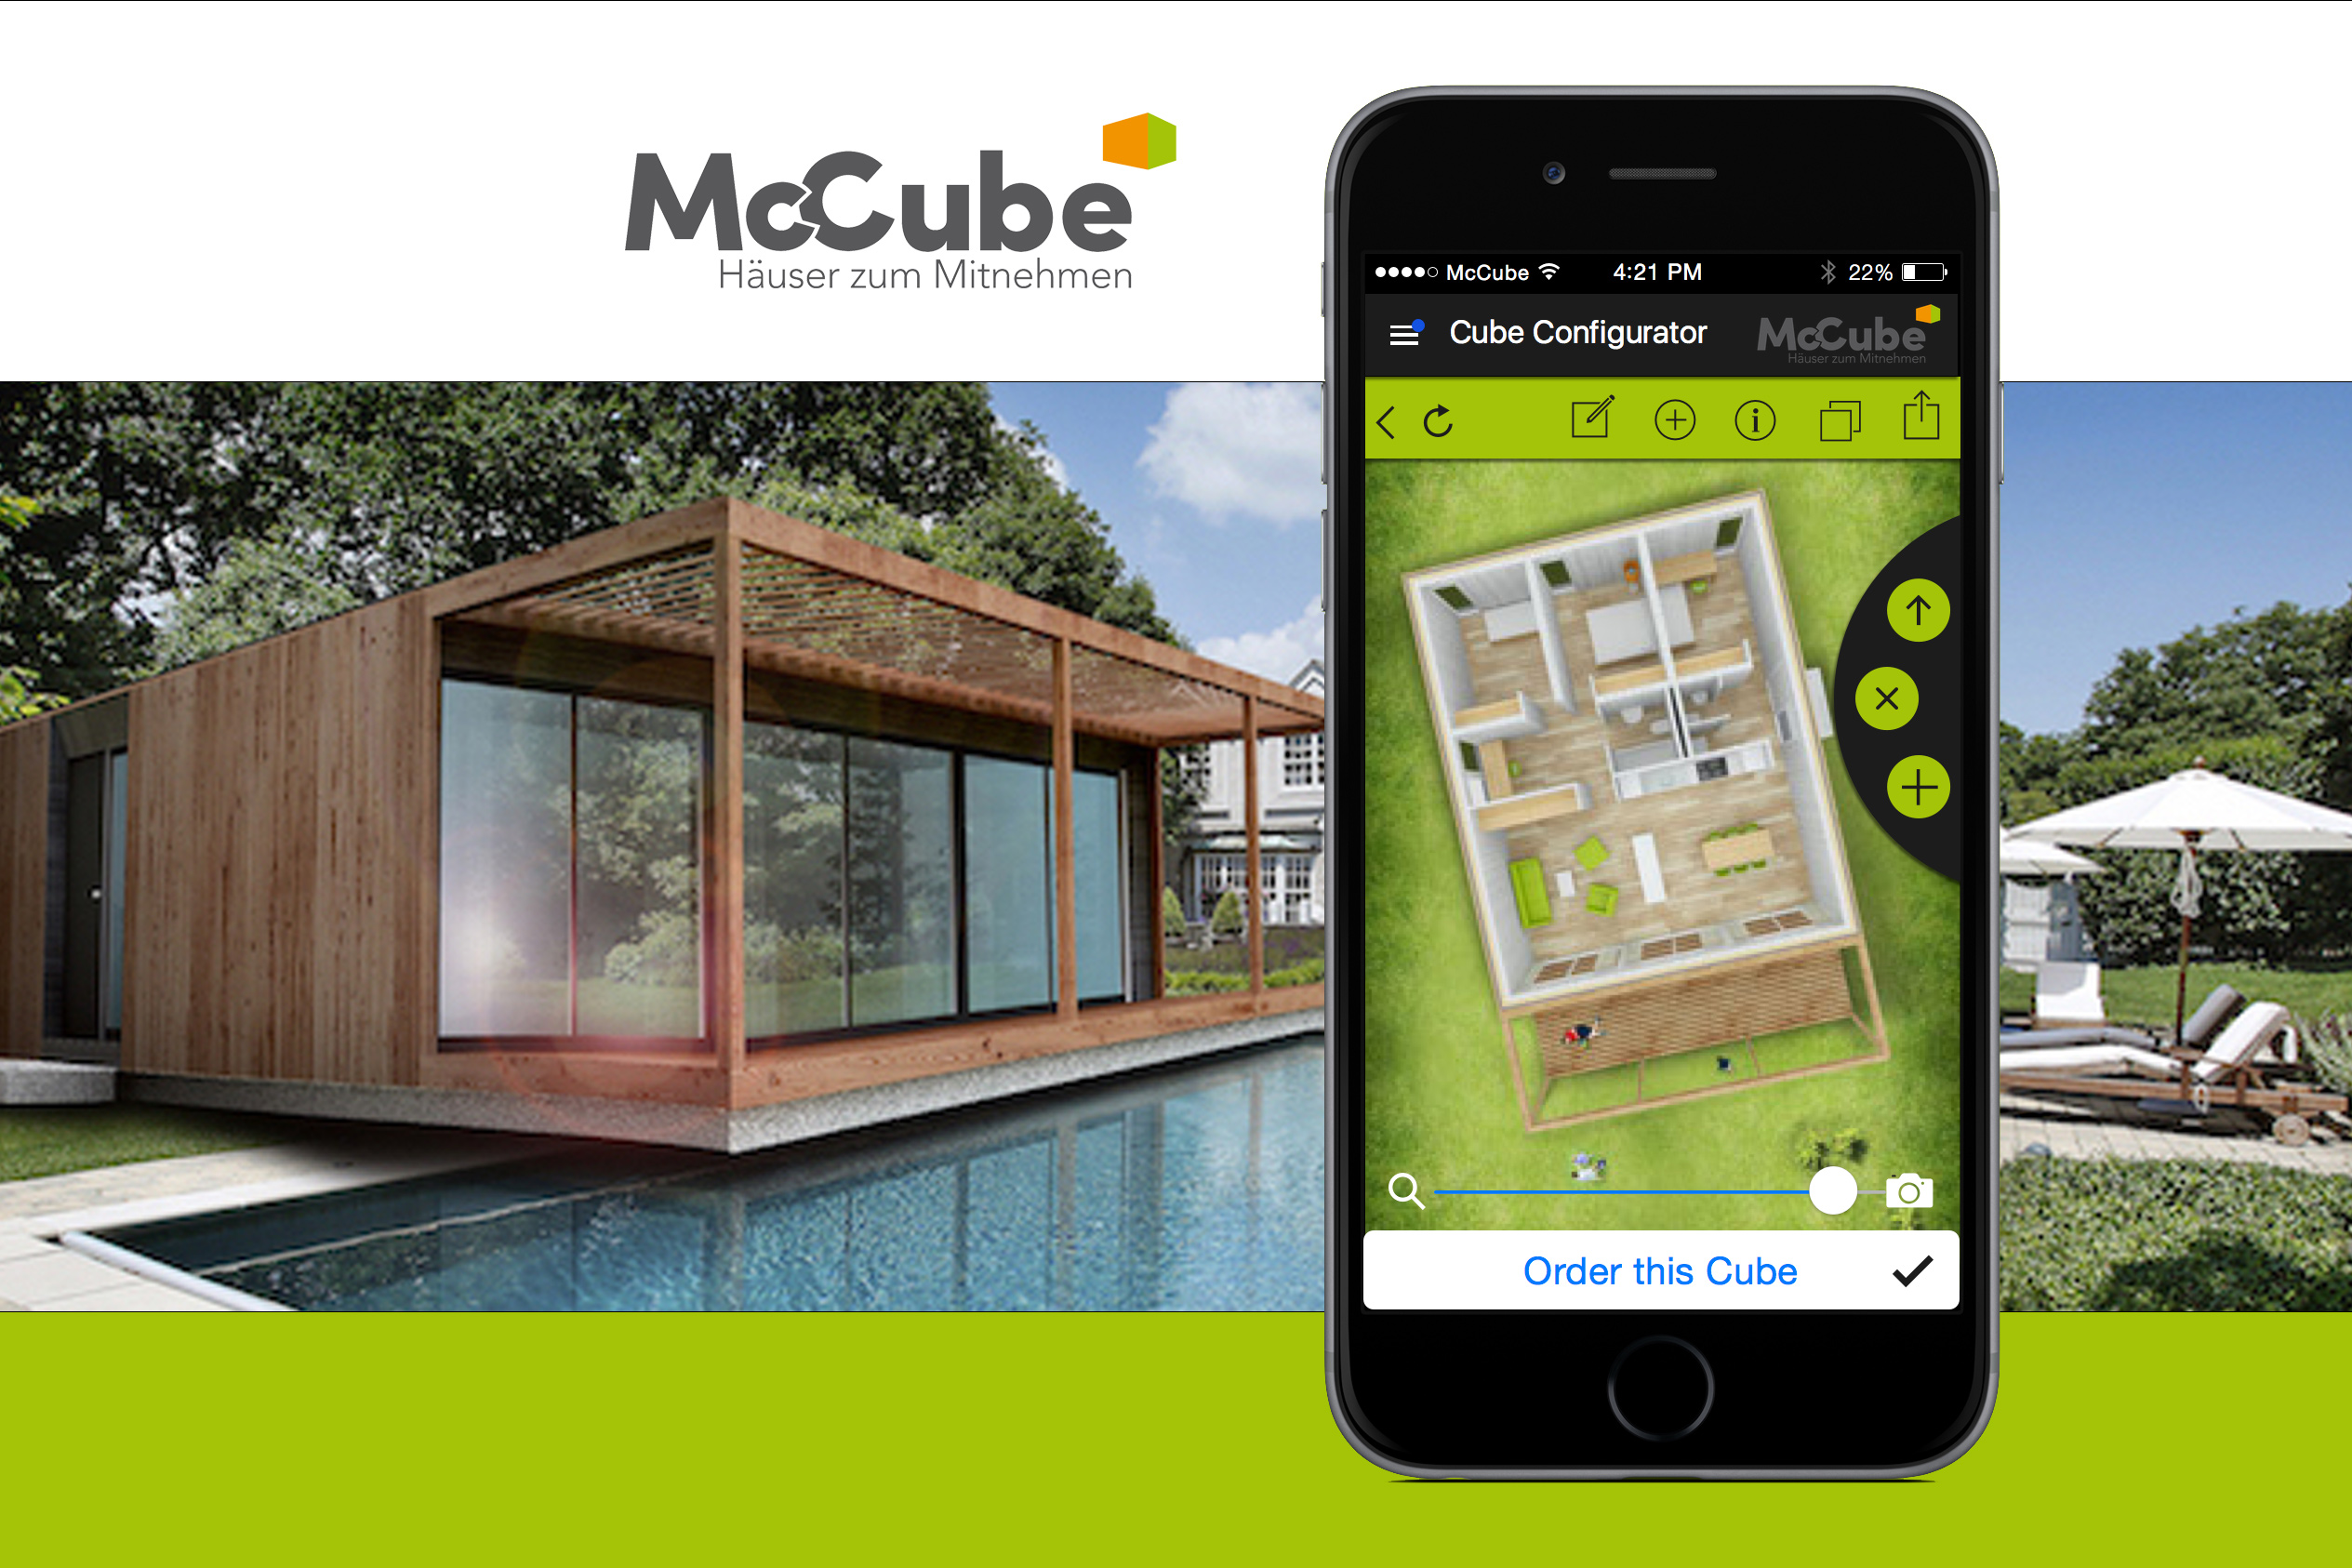 McCube
Häuser zum Mitnehmen
McCube 4:21 PM 22%
Cube Configurator
McCube
Häuser zum Mitnehmen
Order this Cube